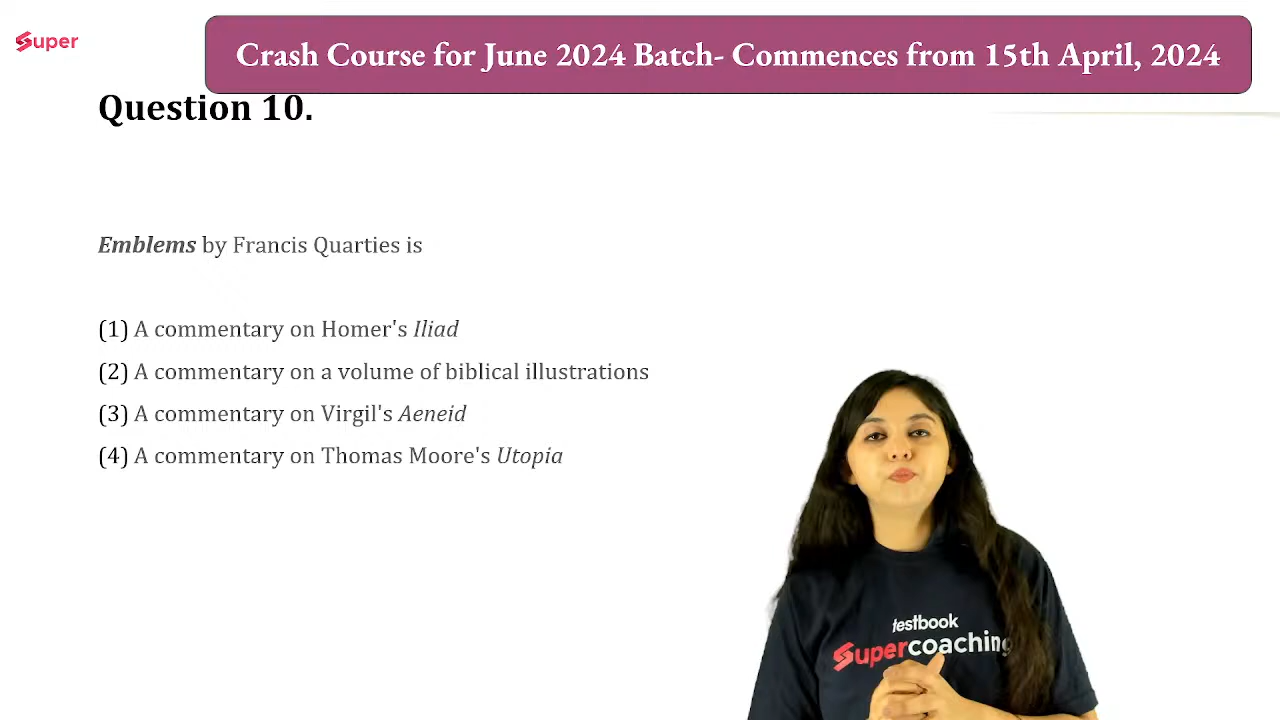 Super
Crash Course for June 2024 Batch- Commences from 15th April, 2024
Question 10.
Emblems by Francis Quarties is
(1) A commentary on Homer's Iliad
(2) A commentary on a volume of biblical illustrations
(3) A commentary on Virgil's Aeneid
(4) A commentary on Thomas Moore's Utopia
testbook
Supercoaching